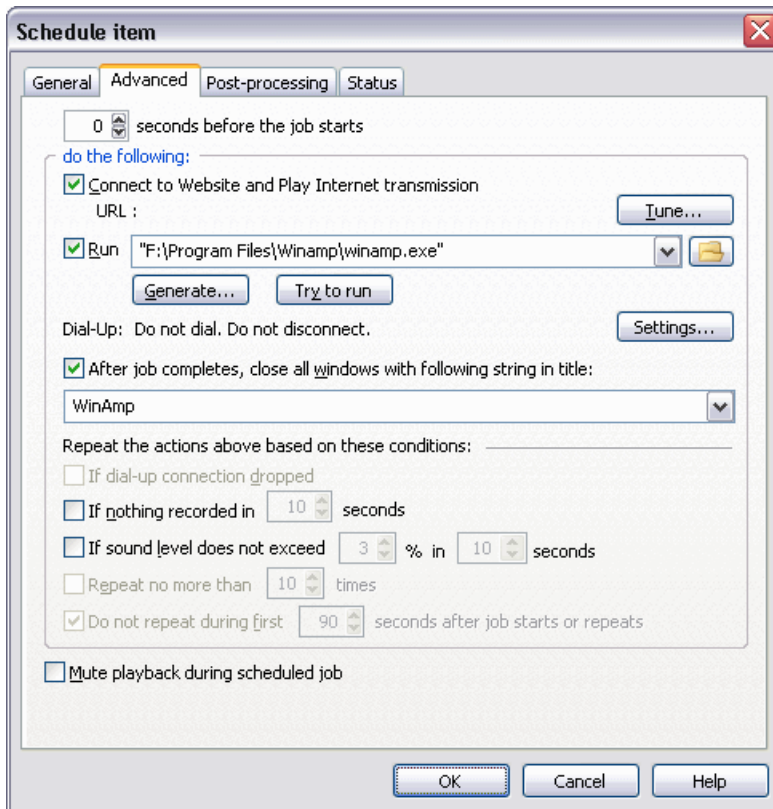 Schedule item
General Advanced Post-processing Status
0 seconds before the job starts
do the following:
Connect to Website and Play Internet transmission
URL : Tune...
Run "F:\Program Files\Winamp\winamp.exe"
Generate... Try to run
Dial-Up: Do not dial. Do not disconnect. Settings...
After job completes, close all windows with following string in title:
WinAmp
Repeat the actions above based on these conditions:
If dial-up connection dropped
If nothing recorded in 10 seconds
If sound level does not exceed 3 % in 10 seconds
Repeat no more than 10 times
Do not repeat during first 90 seconds after job starts or repeats
Mute playback during scheduled job
OK Cancel Help